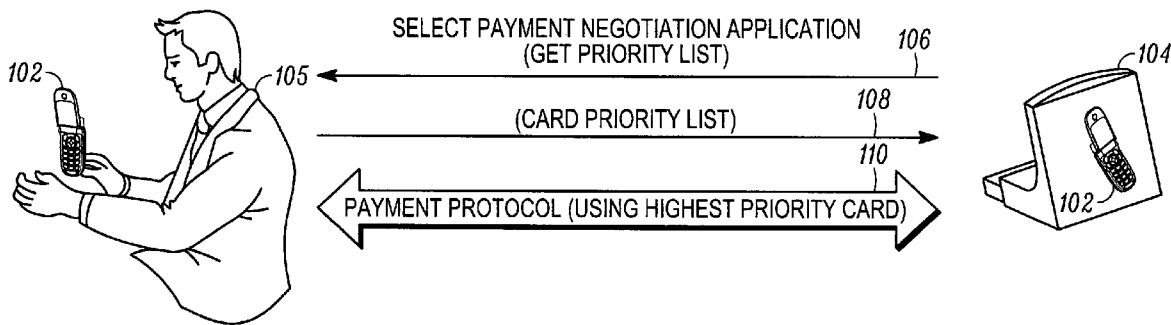 SELECT PAYMENT NEGOTIATION APPLICATION
(GET PRIORITY LIST)
106
102
105
104
(CARD PRIORITY LIST)
108
110
PAYMENT PROTOCOL (USING HIGHEST PRIORITY CARD)
102